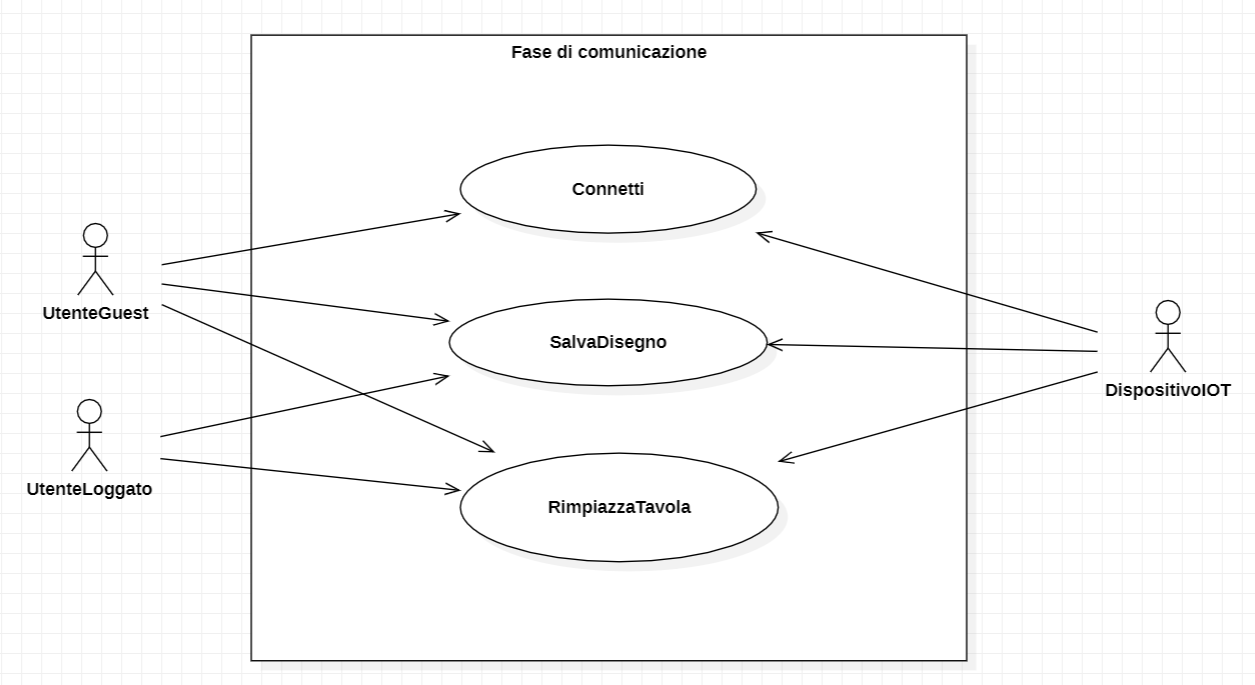 Fase di comunicazione
Connetti
UtenteGuest
SalvaDisegno
DispositivoIOT
UtenteLoggato
RimpiazzaTavola